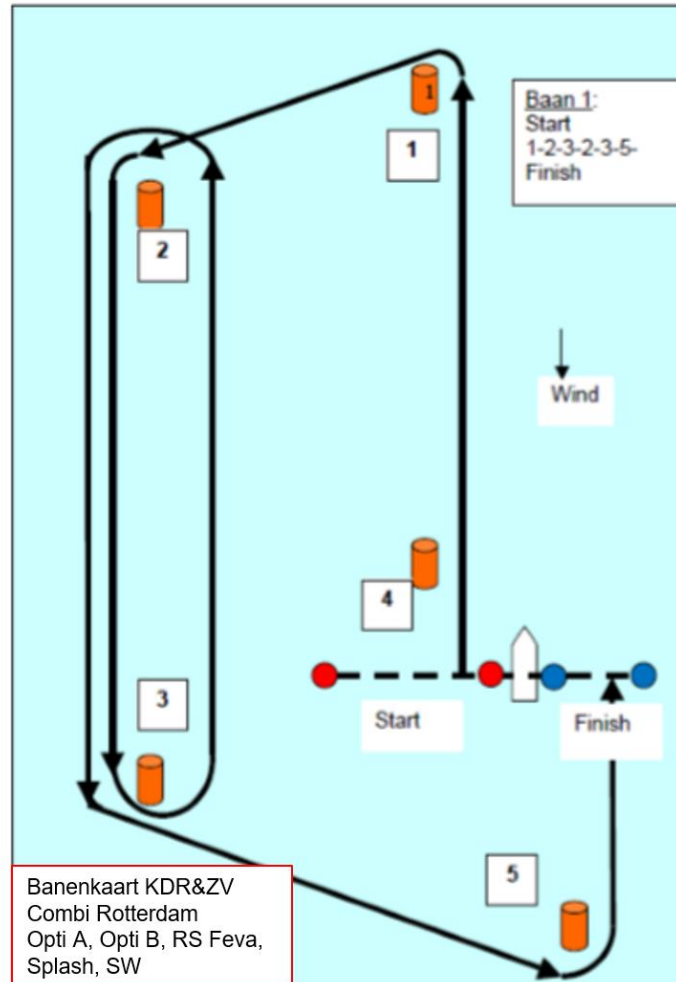 1
1
Baan 1:
Start
1-2-3-2-3-5-
Finish
2
Wind
4
3
Start
Finish
5
Banenkaart KDR&ZV
Combi Rotterdam
Opti A, Opti B, RS Feva,
Splash, SW